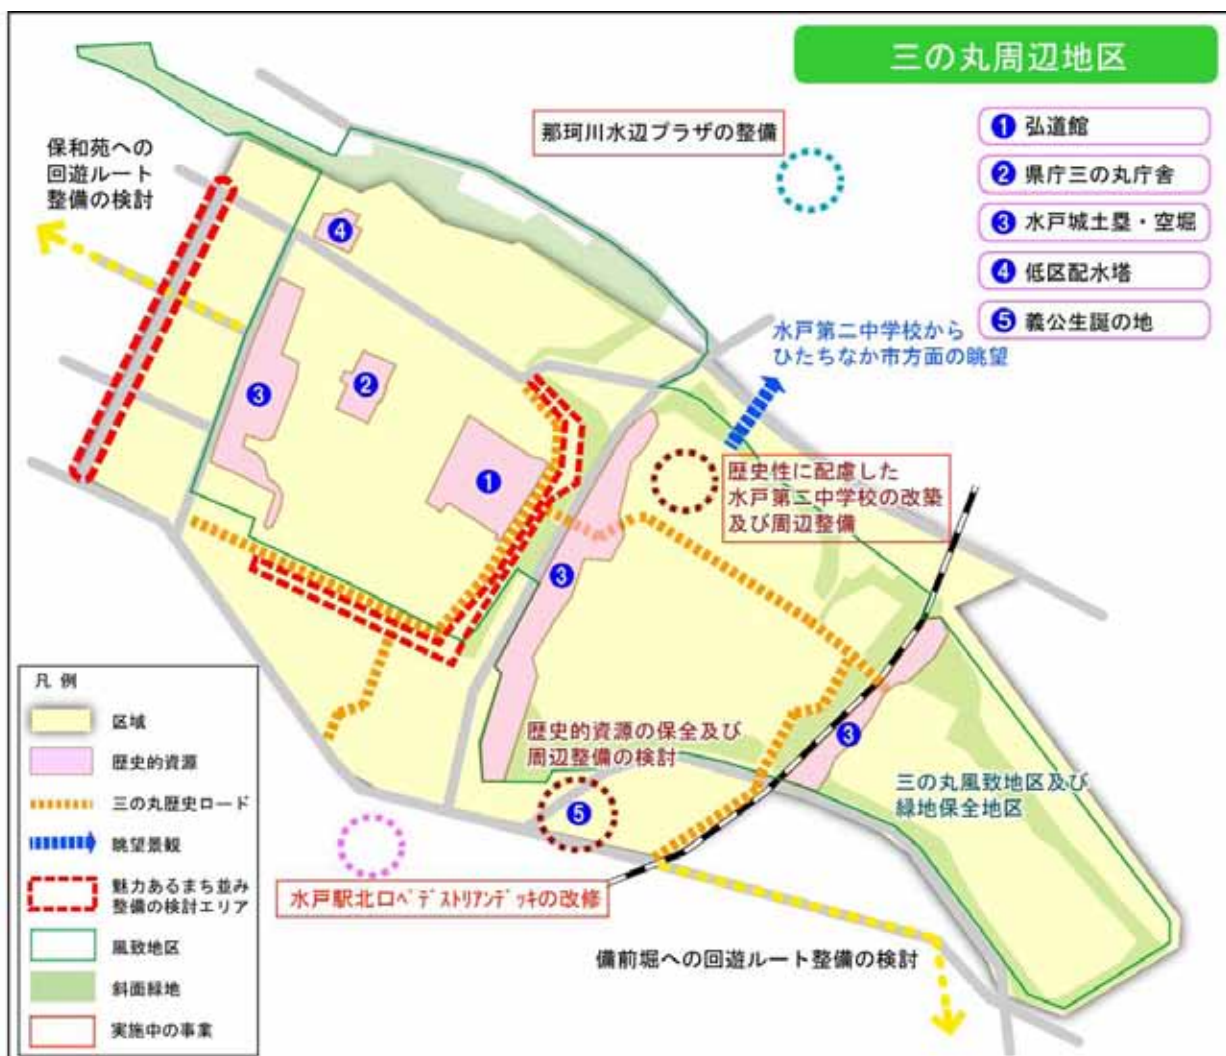 三の丸周辺地区
❶ 弘道館
❷ 県庁三の丸庁舎
❸ 水戸城土塁・空堀
❹ 低区配水塔
❺ 義公生誕の地
那珂川水辺プラザの整備
保和苑への
回遊ルート
整備の検討
❹
水戸第二中学校から
ひたちなか市方面の眺望
❸
❷
❶
歴史性に配慮した
水戸第二中学校の改築
及び周辺整備
❸
歴史的資源の保全及び
周辺整備の検討
❸
三の丸風致地区及び
緑地保全地区
❺
水戸駅北口ペデストリアンデッキの改修
備前堀への回遊ルート整備の検討
凡 例
区域
歴史的資源
三の丸歴史ロード
眺望景観
魅力あるまち並み
整備の検討エリア
風致地区
斜面緑地
実施中の事業